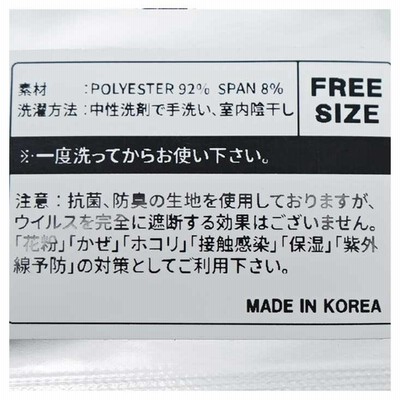 素材 :POLYESTER 92% SPAN 8%
洗濯方法:中性洗剤で手洗い、室内陰干し
FREE
SIZE
※一度洗ってからお使い下さい。
注意:抗菌、防臭の生地を使用しておりますが、
ウイルスを完全に遮断する効果はございません。
「花粉」「かぜ」「ホコリ」「接触感染」「保湿」「紫外
線予防」の対策としてご利用下さい。
MADE IN KOREA